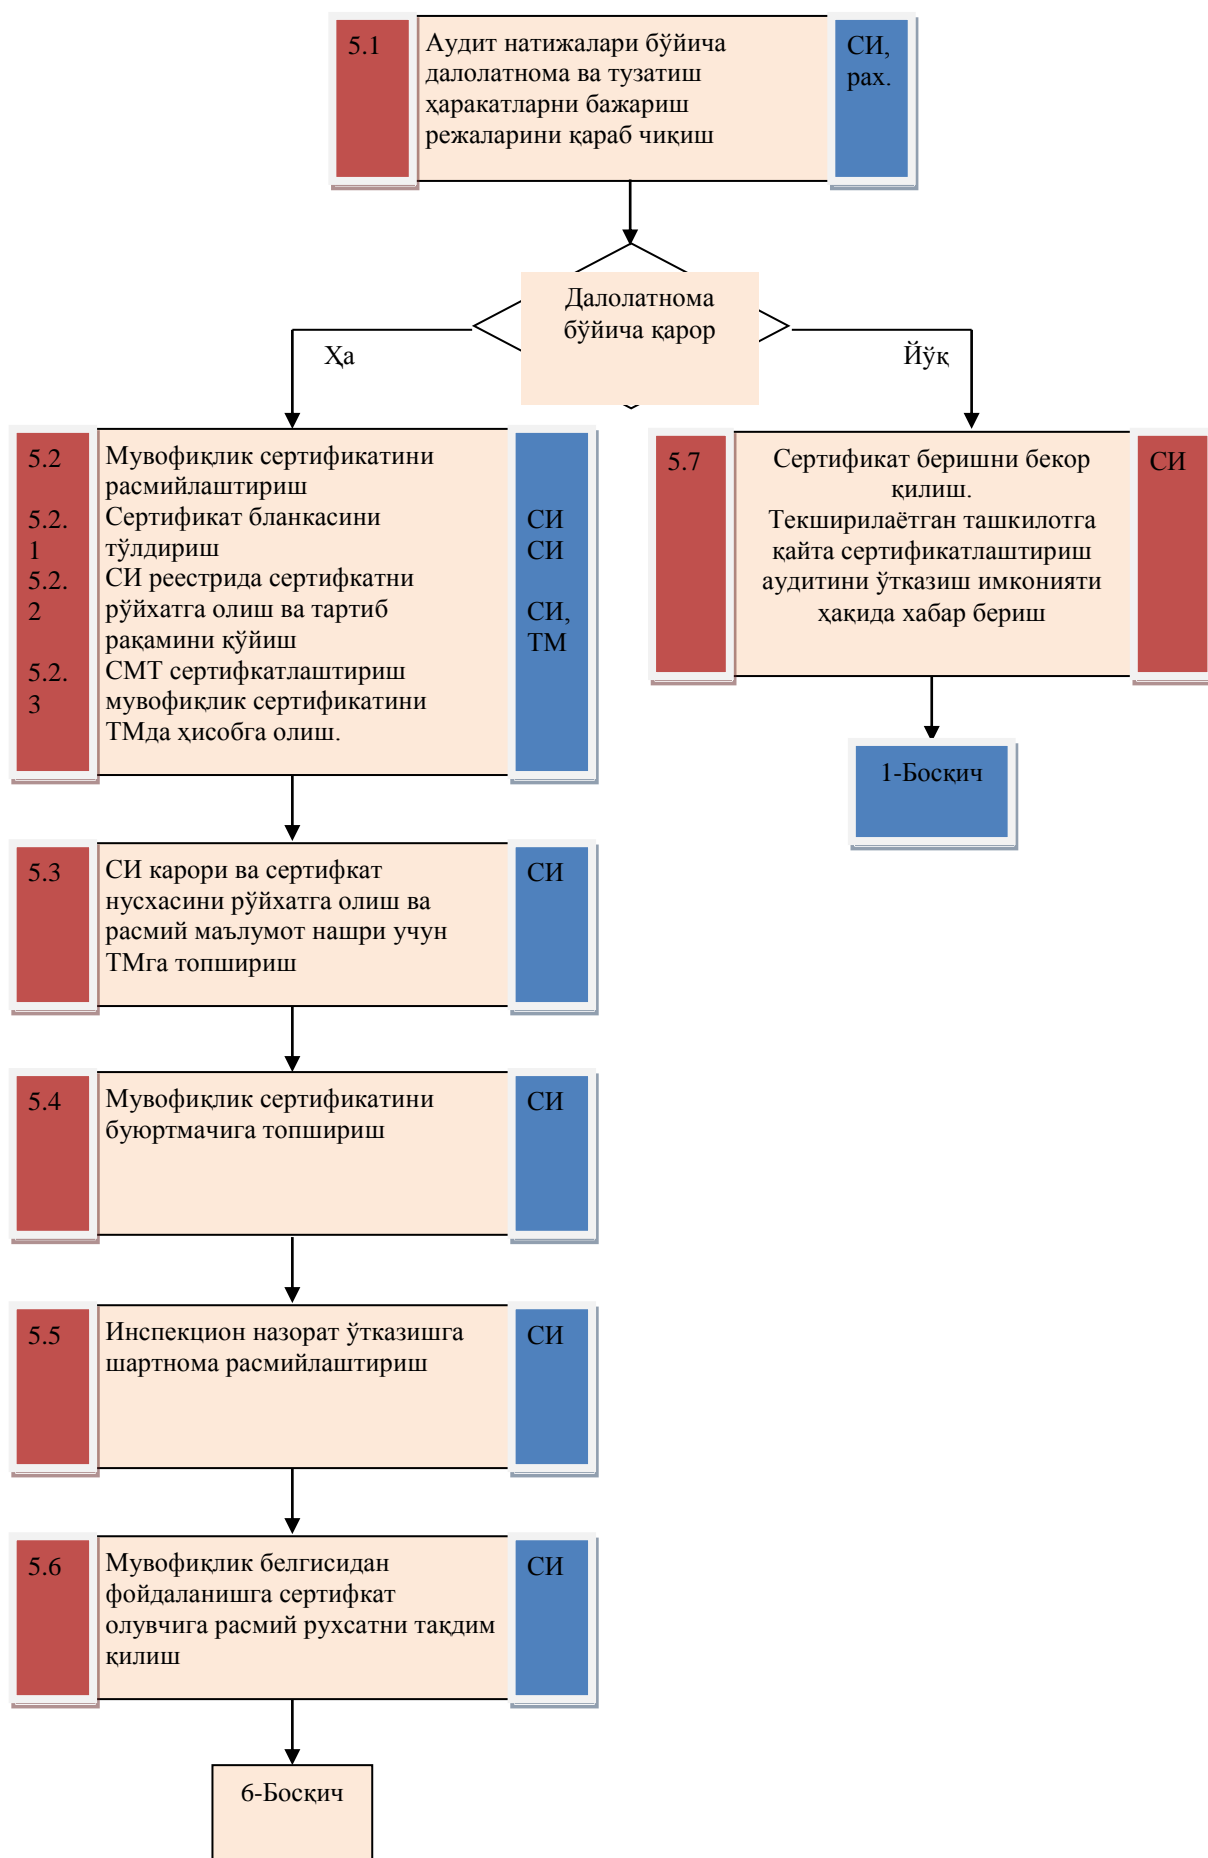 5.1
Аудит натижалари бўйича
далолатнома ва тузатиш
ҳаракатларни бажариш
режаларини қараб чиқиш
СИ,
рах.
Далолатнома
бўйича қарор
Ҳа
Йўқ
5.2
5.2.
1
5.2.
2
5.2.
3
Мувофиқлик сертификатини
расмийлаштириш
Сертификат бланкасини
тўлдириш
СИ реестрида сертифкатни
рўйхатга олиш ва тартиб
рақамини қўйиш
СМТ сертифкатлаштириш
мувофиқлик сертификатини
ТМда ҳисобга олиш.
СИ
СИ
СИ,
ТМ
5.7
Сертификат беришни бекор
қилиш.
Текширилаётган ташкилотга
қайта сертификатлаштириш
аудитини ўтказиш имконияти
ҳақида хабар бериш
СИ
1-Босқич
5.3
СИ карори ва сертифкат
нусхасини рўйхатга олиш ва
расмий маълумот нашри учун
ТМга топшириш
СИ
5.4
Мувофиқлик сертификатини
буюртмачига топшириш
СИ
5.5
Инспекцион назорат ўтказишга
шартнома расмийлаштириш
СИ
5.6
Мувофиқлик белгисидан
фойдаланишга сертифкат
олувчига расмий рухсатни тақдим
қилиш
СИ
6-Босқич